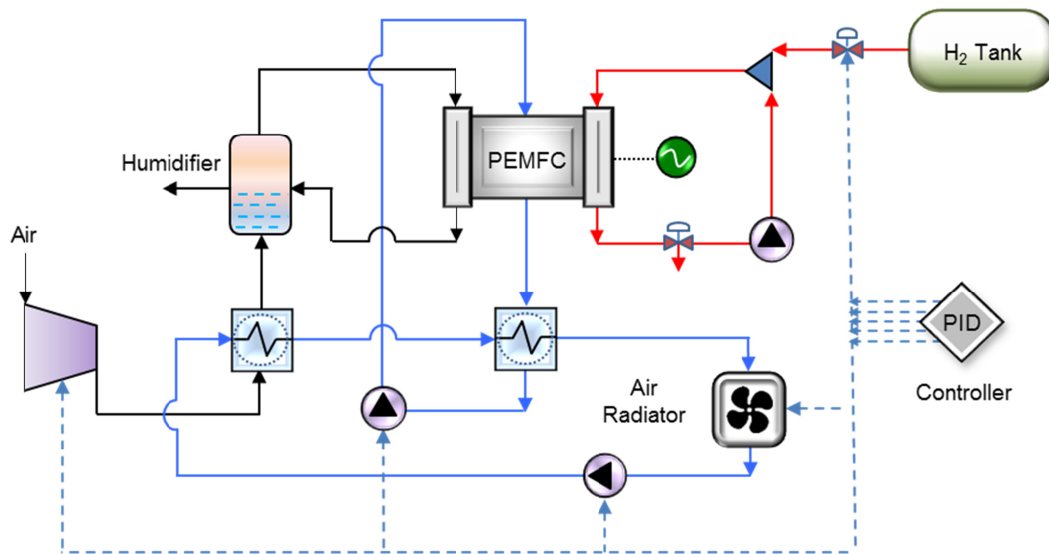 H₂ Tank
Humidifier
PEMFC
Air
PID
Air
Radiator
Controller